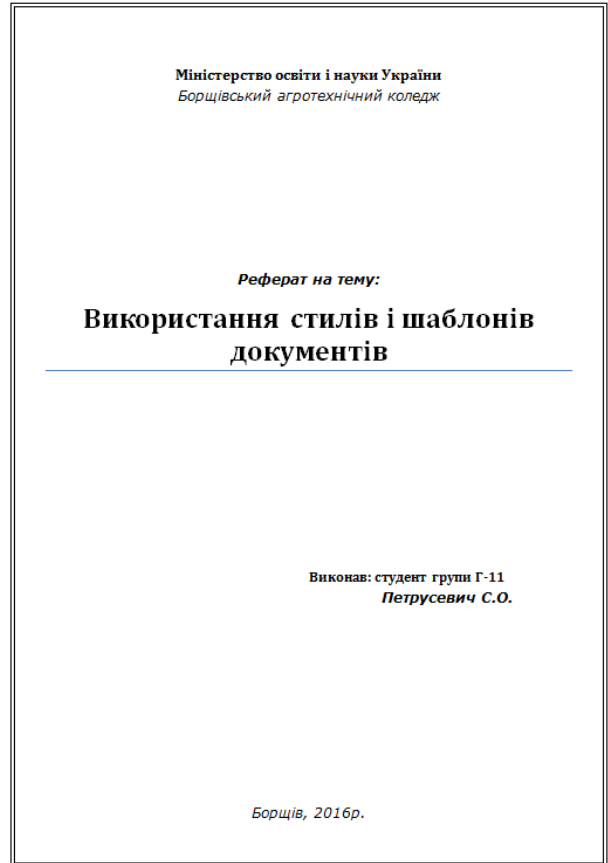 Міністерство освіти і науки України
Борщівський агротехнічний коледж
Реферат на тему:
Використання стилів і шаблонів
документів
Виконав: студент групи Г-11
Петрусевич С.О.
Борщів, 2016р.